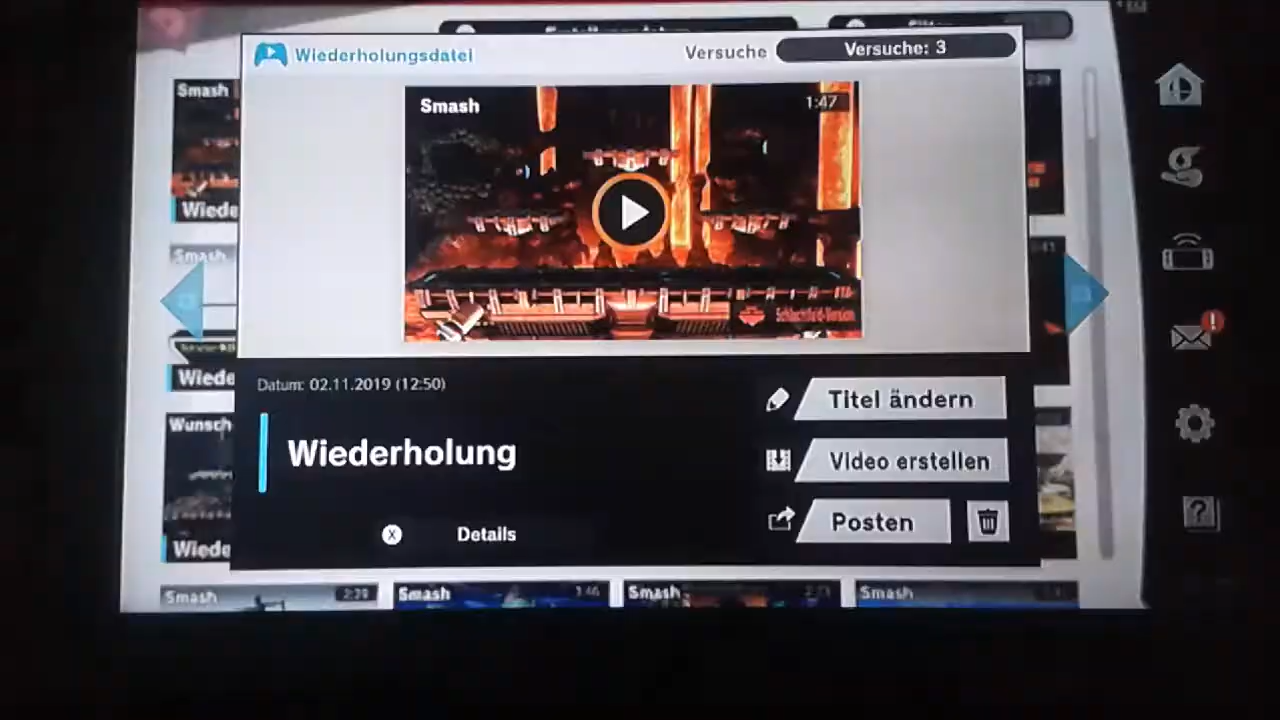 Wiederholungsdatei
Versuche
Versuche: 3
Smash
1:47
Schlachtfeld-Version
Datum: 02.11.2019 (12:50)
Wiederholung
X
Details
Titel ändern
Video erstellen
Posten
Smash
Wiede
Smash
Wiede
Wunsch
Wiede
Smash
2:39
Smash
1:46
Smash
Smash